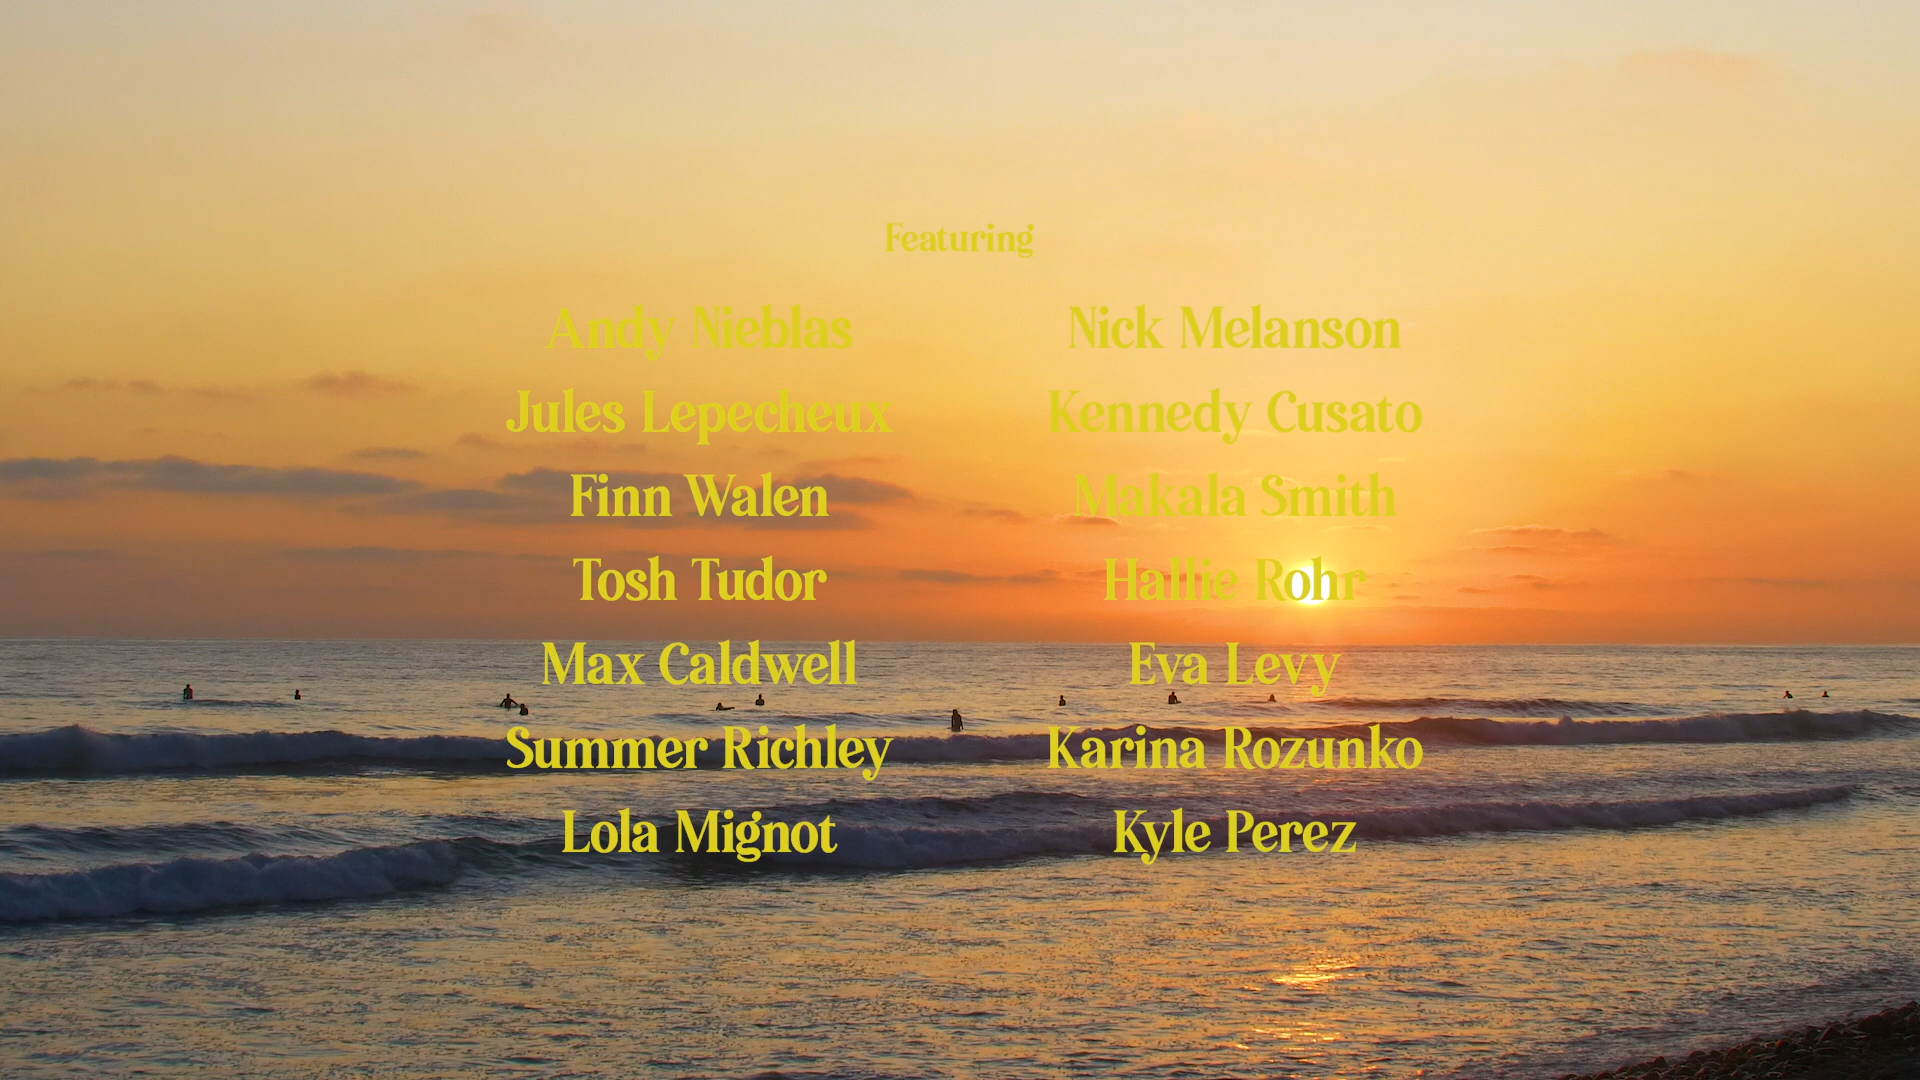 Featuring
Andy Nieblas
Jules Lepecheux
Finn Walen
Tosh Tudor
Max Caldwell
Summer Richley
Lola Mignot
Nick Melanson
Kennedy Cusato
Makala Smith
Hallie Rohr
Eva Levy
Karina Rozunko
Kyle Perez